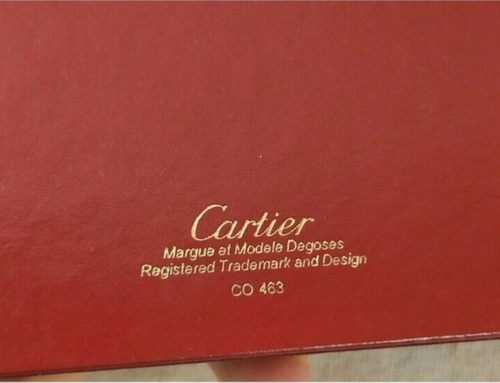 Cartier
Margue et Modele Degoses
Registered Trademark and Design
CO 463